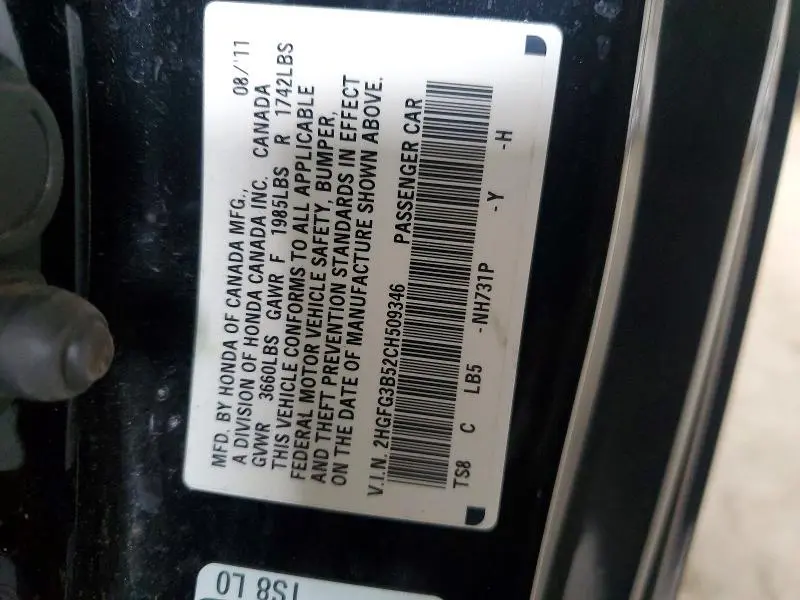 MFD. BY HONDA OF CANADA MFG., 08/'11
A DIVISION OF HONDA CANADA INC. CANADA
GVWR 3660LBS GAWR F 1985LBS R 1742LBS
THIS VEHICLE CONFORMS TO ALL APPLICABLE
FEDERAL MOTOR VEHICLE SAFETY, BUMPER,
AND THEFT PREVENTION STANDARDS IN EFFECT
ON THE DATE OF MANUFACTURE SHOWN ABOVE.
V.I.N. 2HGFG3B52CH509346 PASSENGER CAR
TS8 C LB5 -NH731P -Y -H
TS8 L0